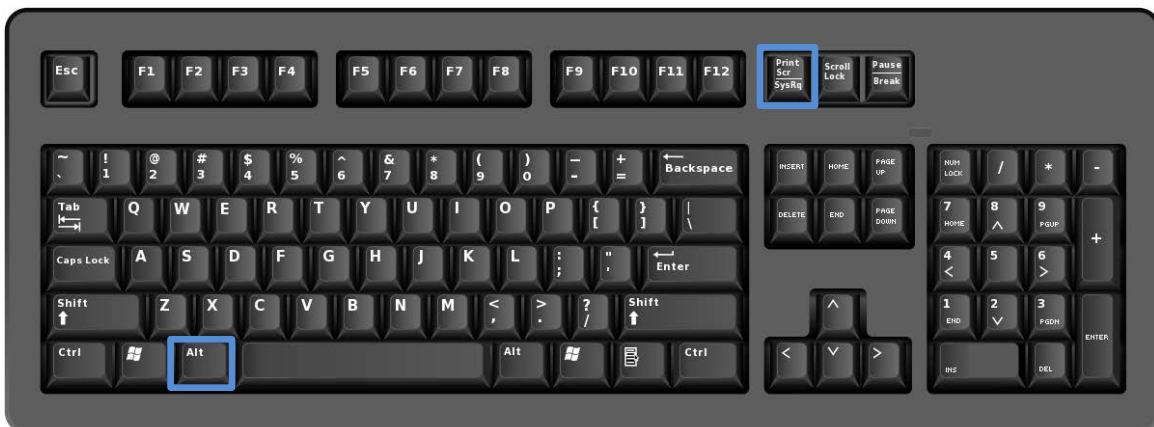 Esc F1 F2 F3 F4 F5 F6 F7 F8 F9 F10 F11 F12 Print Scr SysRq Scroll Lock Pause Break
~ ` ! 1 @ 2 # 3 $ 4 % 5 ^ 6 & 7 * 8 ( 9 ) 0 – - + = Backspace INSERT HOME PAGE UP NUM LOCK / * -
Tab Q W E R T Y U I O P { [ } ] | \ DELETE END PAGE DOWN 7 HOME 8 9 PGUP +
Caps Lock A S D F G H J K L : ; " ' Enter 4 < 5 6 >
Shift Z X C V B N M < , > . ? / Shift 1 END 2 3 PGDN ENTER
Ctrl Alt Alt Ctrl < > INS DEL